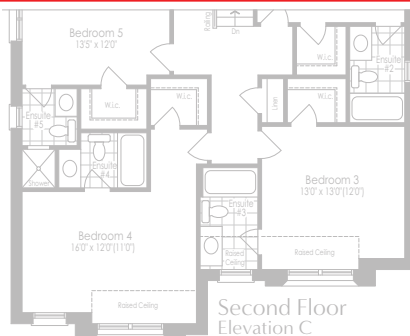 Bedroom 5
13'5" x 12'0"
Railing
Dn
W.i.c.
Ensuite
#2
W.i.c.
W.i.c.
Linen
W.i.c.
Ensuite
#5
Shower
Ensuite
#4
Bedroom 3
13'0" x 13'0"(12'0")
Ensuite
#3
Bedroom 4
16'0" x 12'0"(11'0")
Raised
Ceiling
Raised Ceiling
Raised Ceiling
Second Floor
Elevation C